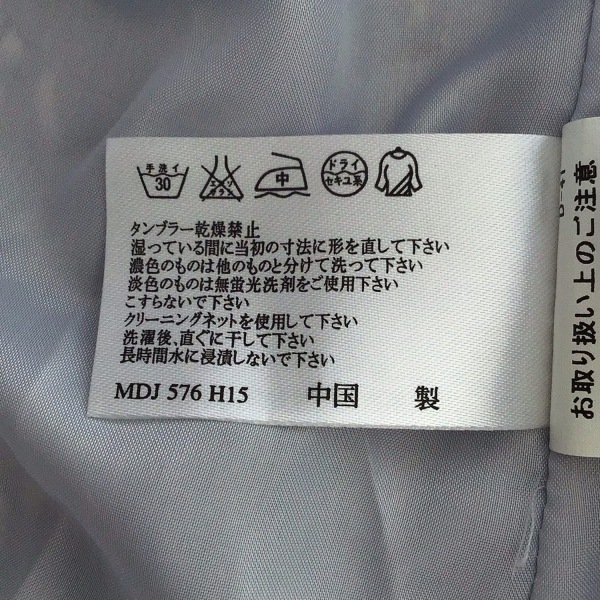 手洗イ
30
エンソ
サラシ
中
ドライ
セキユ系
タンブラー乾燥禁止
湿っている間に当初の寸法に形を直して下さい
濃色のものは他のものと分けて洗って下さい
淡色のものは無蛍光洗剤をご使用下さい
こすらないで下さい
クリーニングネットを使用して下さい
洗濯後、直ぐに干して下さい
長時間水に浸漬しないで下さい
MDJ 576 H15 中国 製
お取り扱い上のご注意